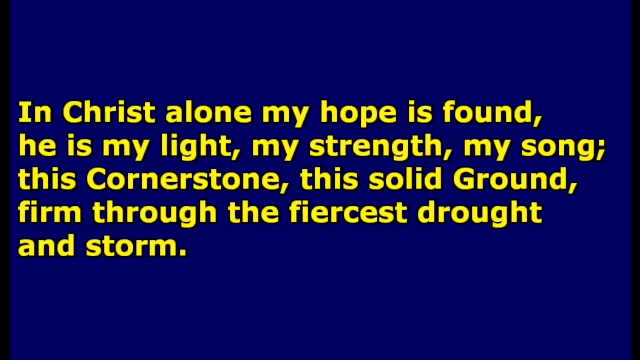 In Christ alone my hope is found,
he is my light, my strength, my song;
this Cornerstone, this solid Ground,
firm through the fiercest drought
and storm.